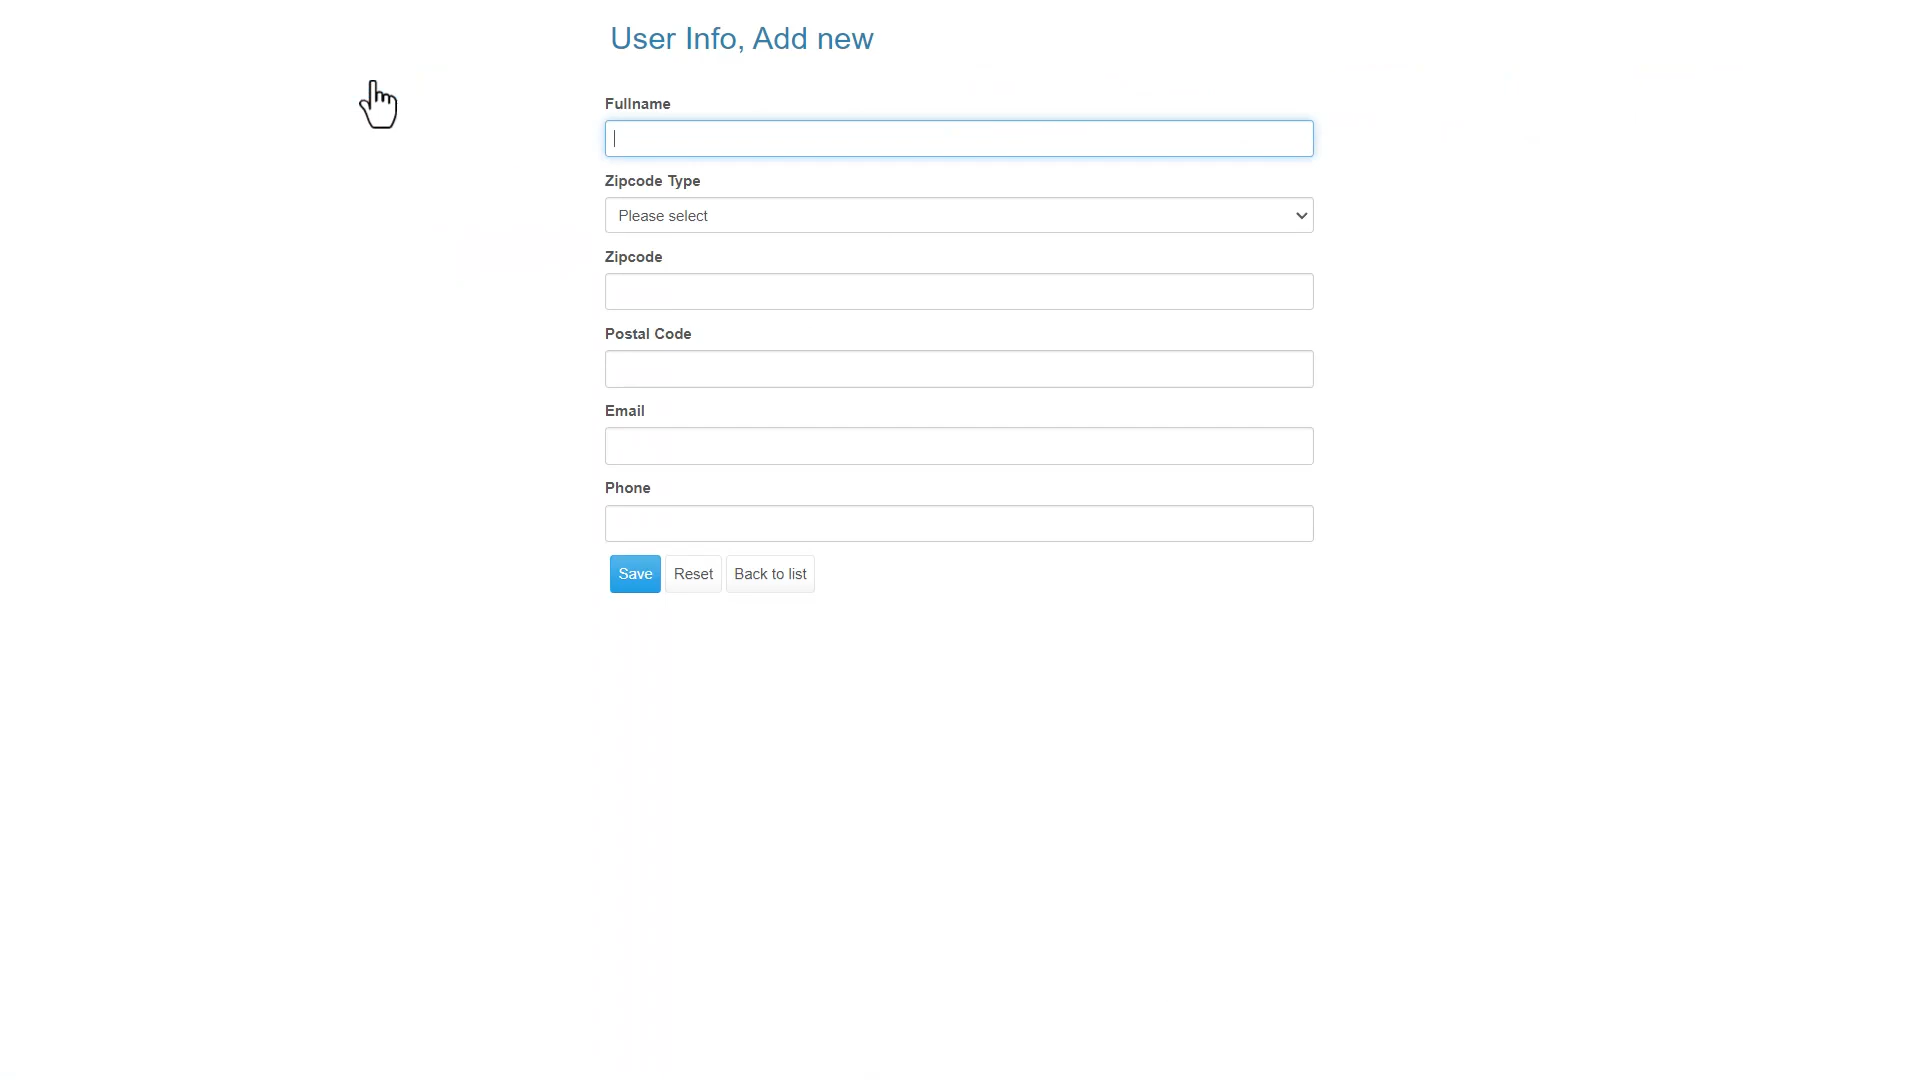 User Info, Add new
Fullname
Zipcode Type
Please select
Zipcode
Postal Code
Email
Phone
Save Reset Back to list